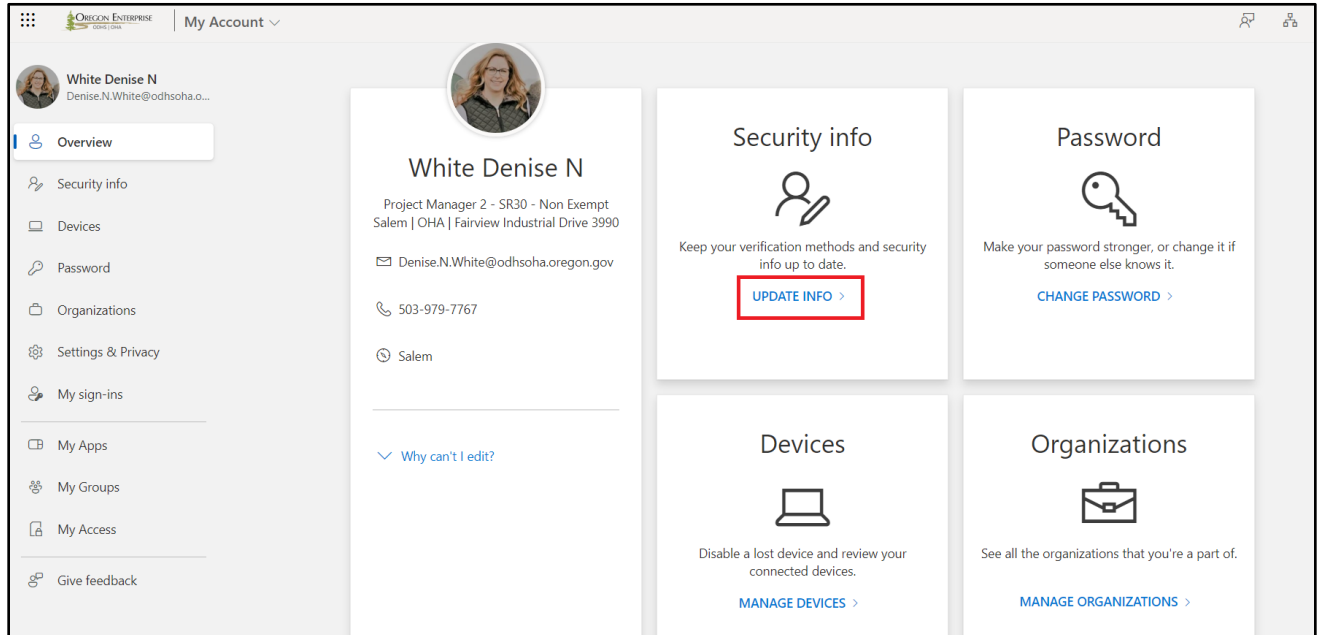 OREGON ENTERPRISE
ODHS | OHA
My Account
White Denise N
Denise.N.White@odhsoha.o...
Overview
Security info
Devices
Password
Organizations
Settings & Privacy
My sign-ins
My Apps
My Groups
My Access
Give feedback
White Denise N
Project Manager 2 - SR30 - Non Exempt
Salem | OHA | Fairview Industrial Drive 3990
Denise.N.White@odhsoha.oregon.gov
503-979-7767
Salem
Why can't I edit?
Security info
Keep your verification methods and security
info up to date.
UPDATE INFO
Password
Make your password stronger, or change it if
someone else knows it.
CHANGE PASSWORD
Devices
Disable a lost device and review your
connected devices.
MANAGE DEVICES
Organizations
See all the organizations that you're a part of.
MANAGE ORGANIZATIONS